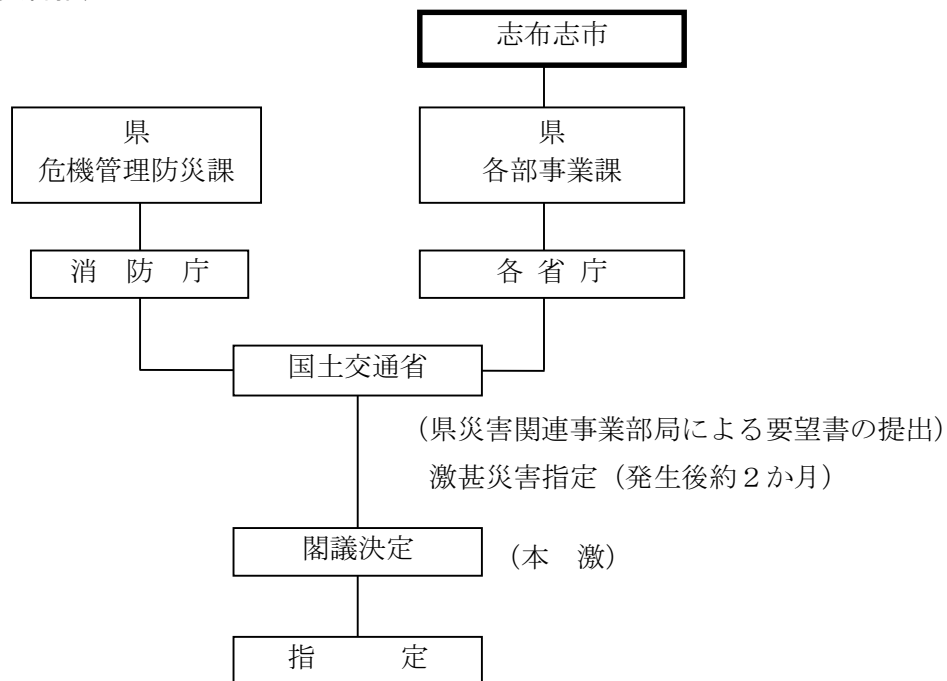 志布志市
県
危機管理防災課
県
各部事業課
消 防 庁
各 省 庁
国土交通省
（県災害関連事業部局による要望書の提出）
激甚災害指定（発生後約２か月）
閣議決定
（本 激）
指 定